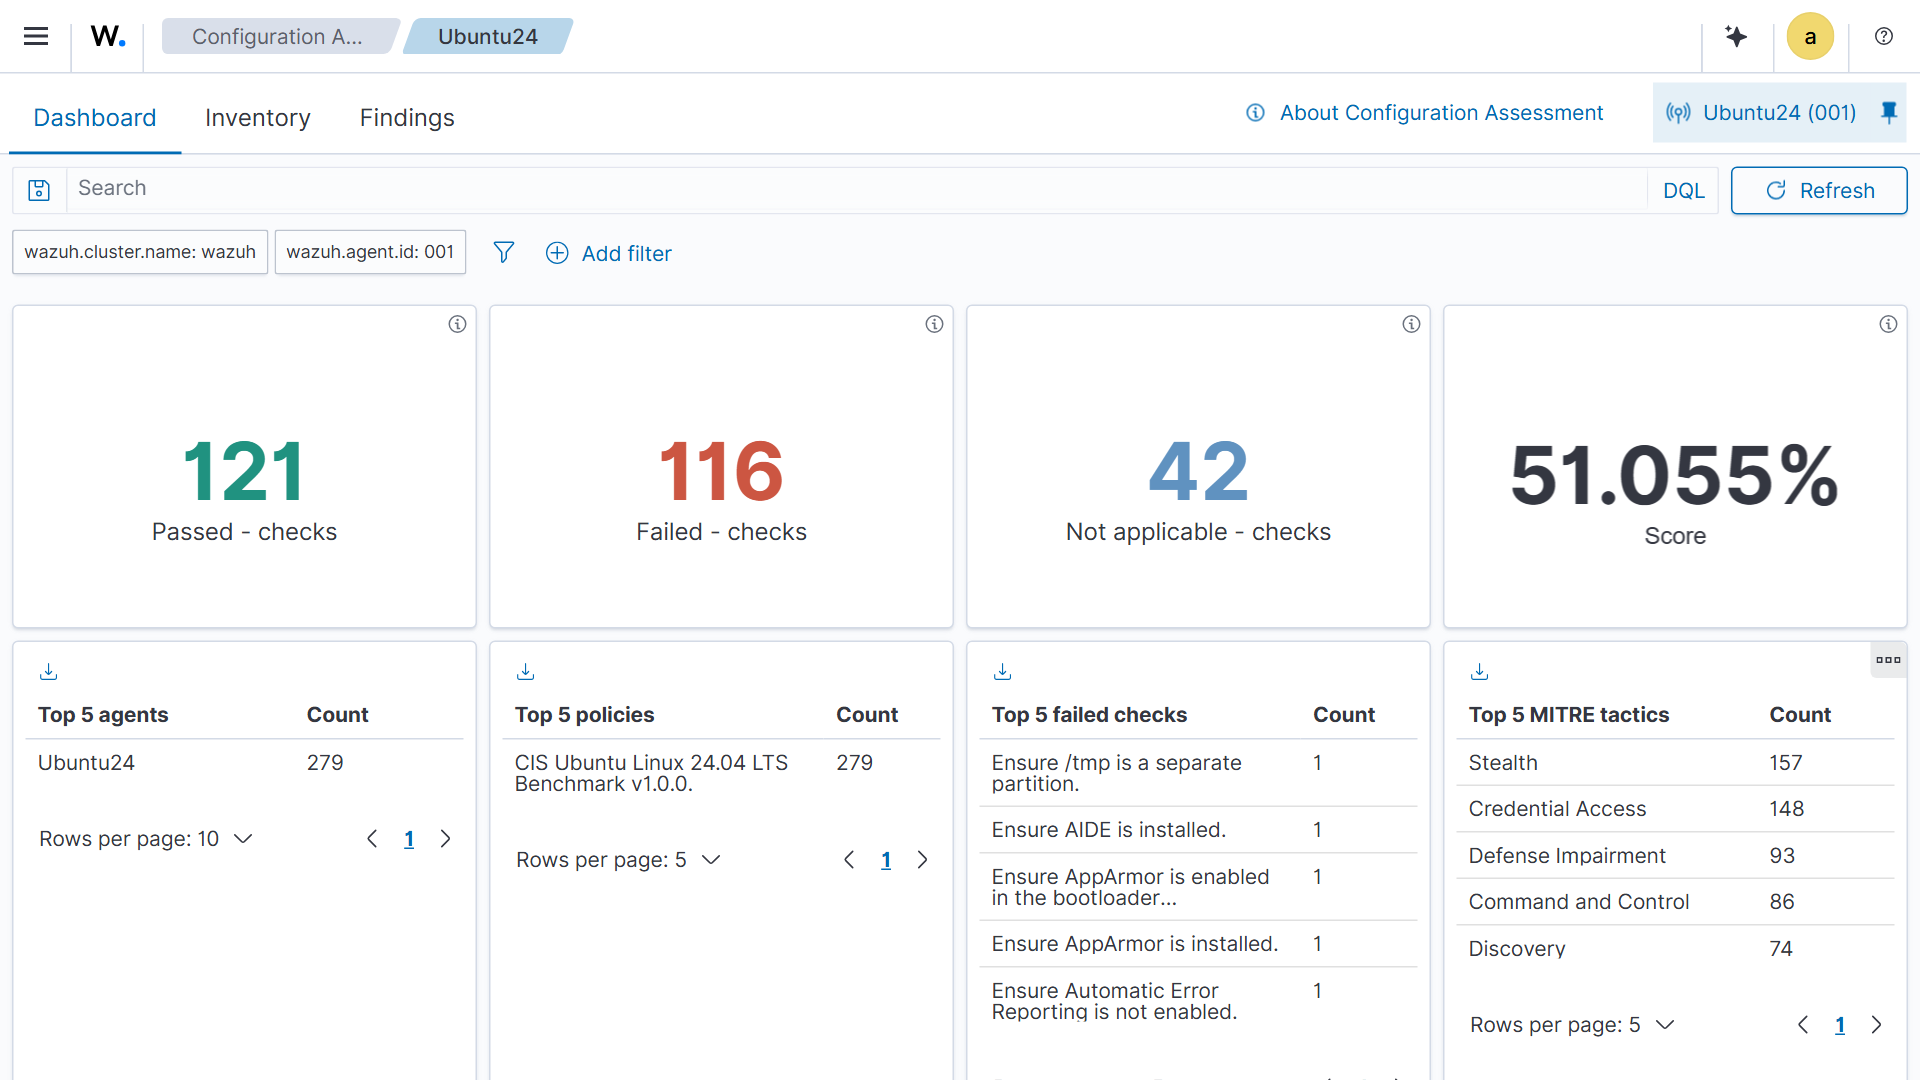 W.
Configuration A...
Ubuntu24
a
Dashboard
Inventory
Findings
About Configuration Assessment
Ubuntu24 (001)
Search
DQL
Refresh
wazuh.cluster.name: wazuh
wazuh.agent.id: 001
Add filter
121
Passed - checks
116
Failed - checks
42
Not applicable - checks
51.055%
Score
Top 5 agents Count
Ubuntu24 279
Rows per page: 10
1
Top 5 policies Count
CIS Ubuntu Linux 24.04 LTS 279
Benchmark v1.0.0.
Rows per page: 5
1
Top 5 failed checks Count
Ensure /tmp is a separate 1
partition.
Ensure AIDE is installed. 1
Ensure AppArmor is enabled 1
in the bootloader...
Ensure AppArmor is installed. 1
Ensure Automatic Error 1
Reporting is not enabled.
Top 5 MITRE tactics Count
Stealth 157
Credential Access 148
Defense Impairment 93
Command and Control 86
Discovery 74
Rows per page: 5
1